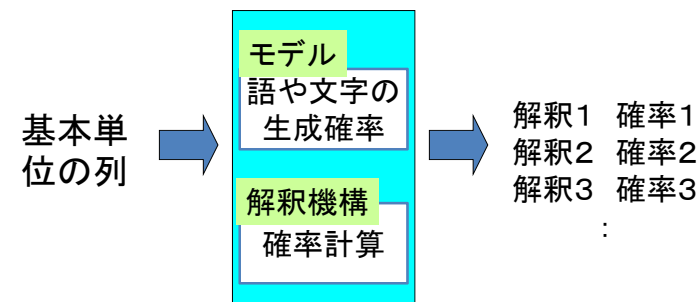 基本単
位の列
モデル
語や文字の
生成確率
解釈機構
確率計算
解釈1 確率1
解釈2 確率2
解釈3 確率3
: